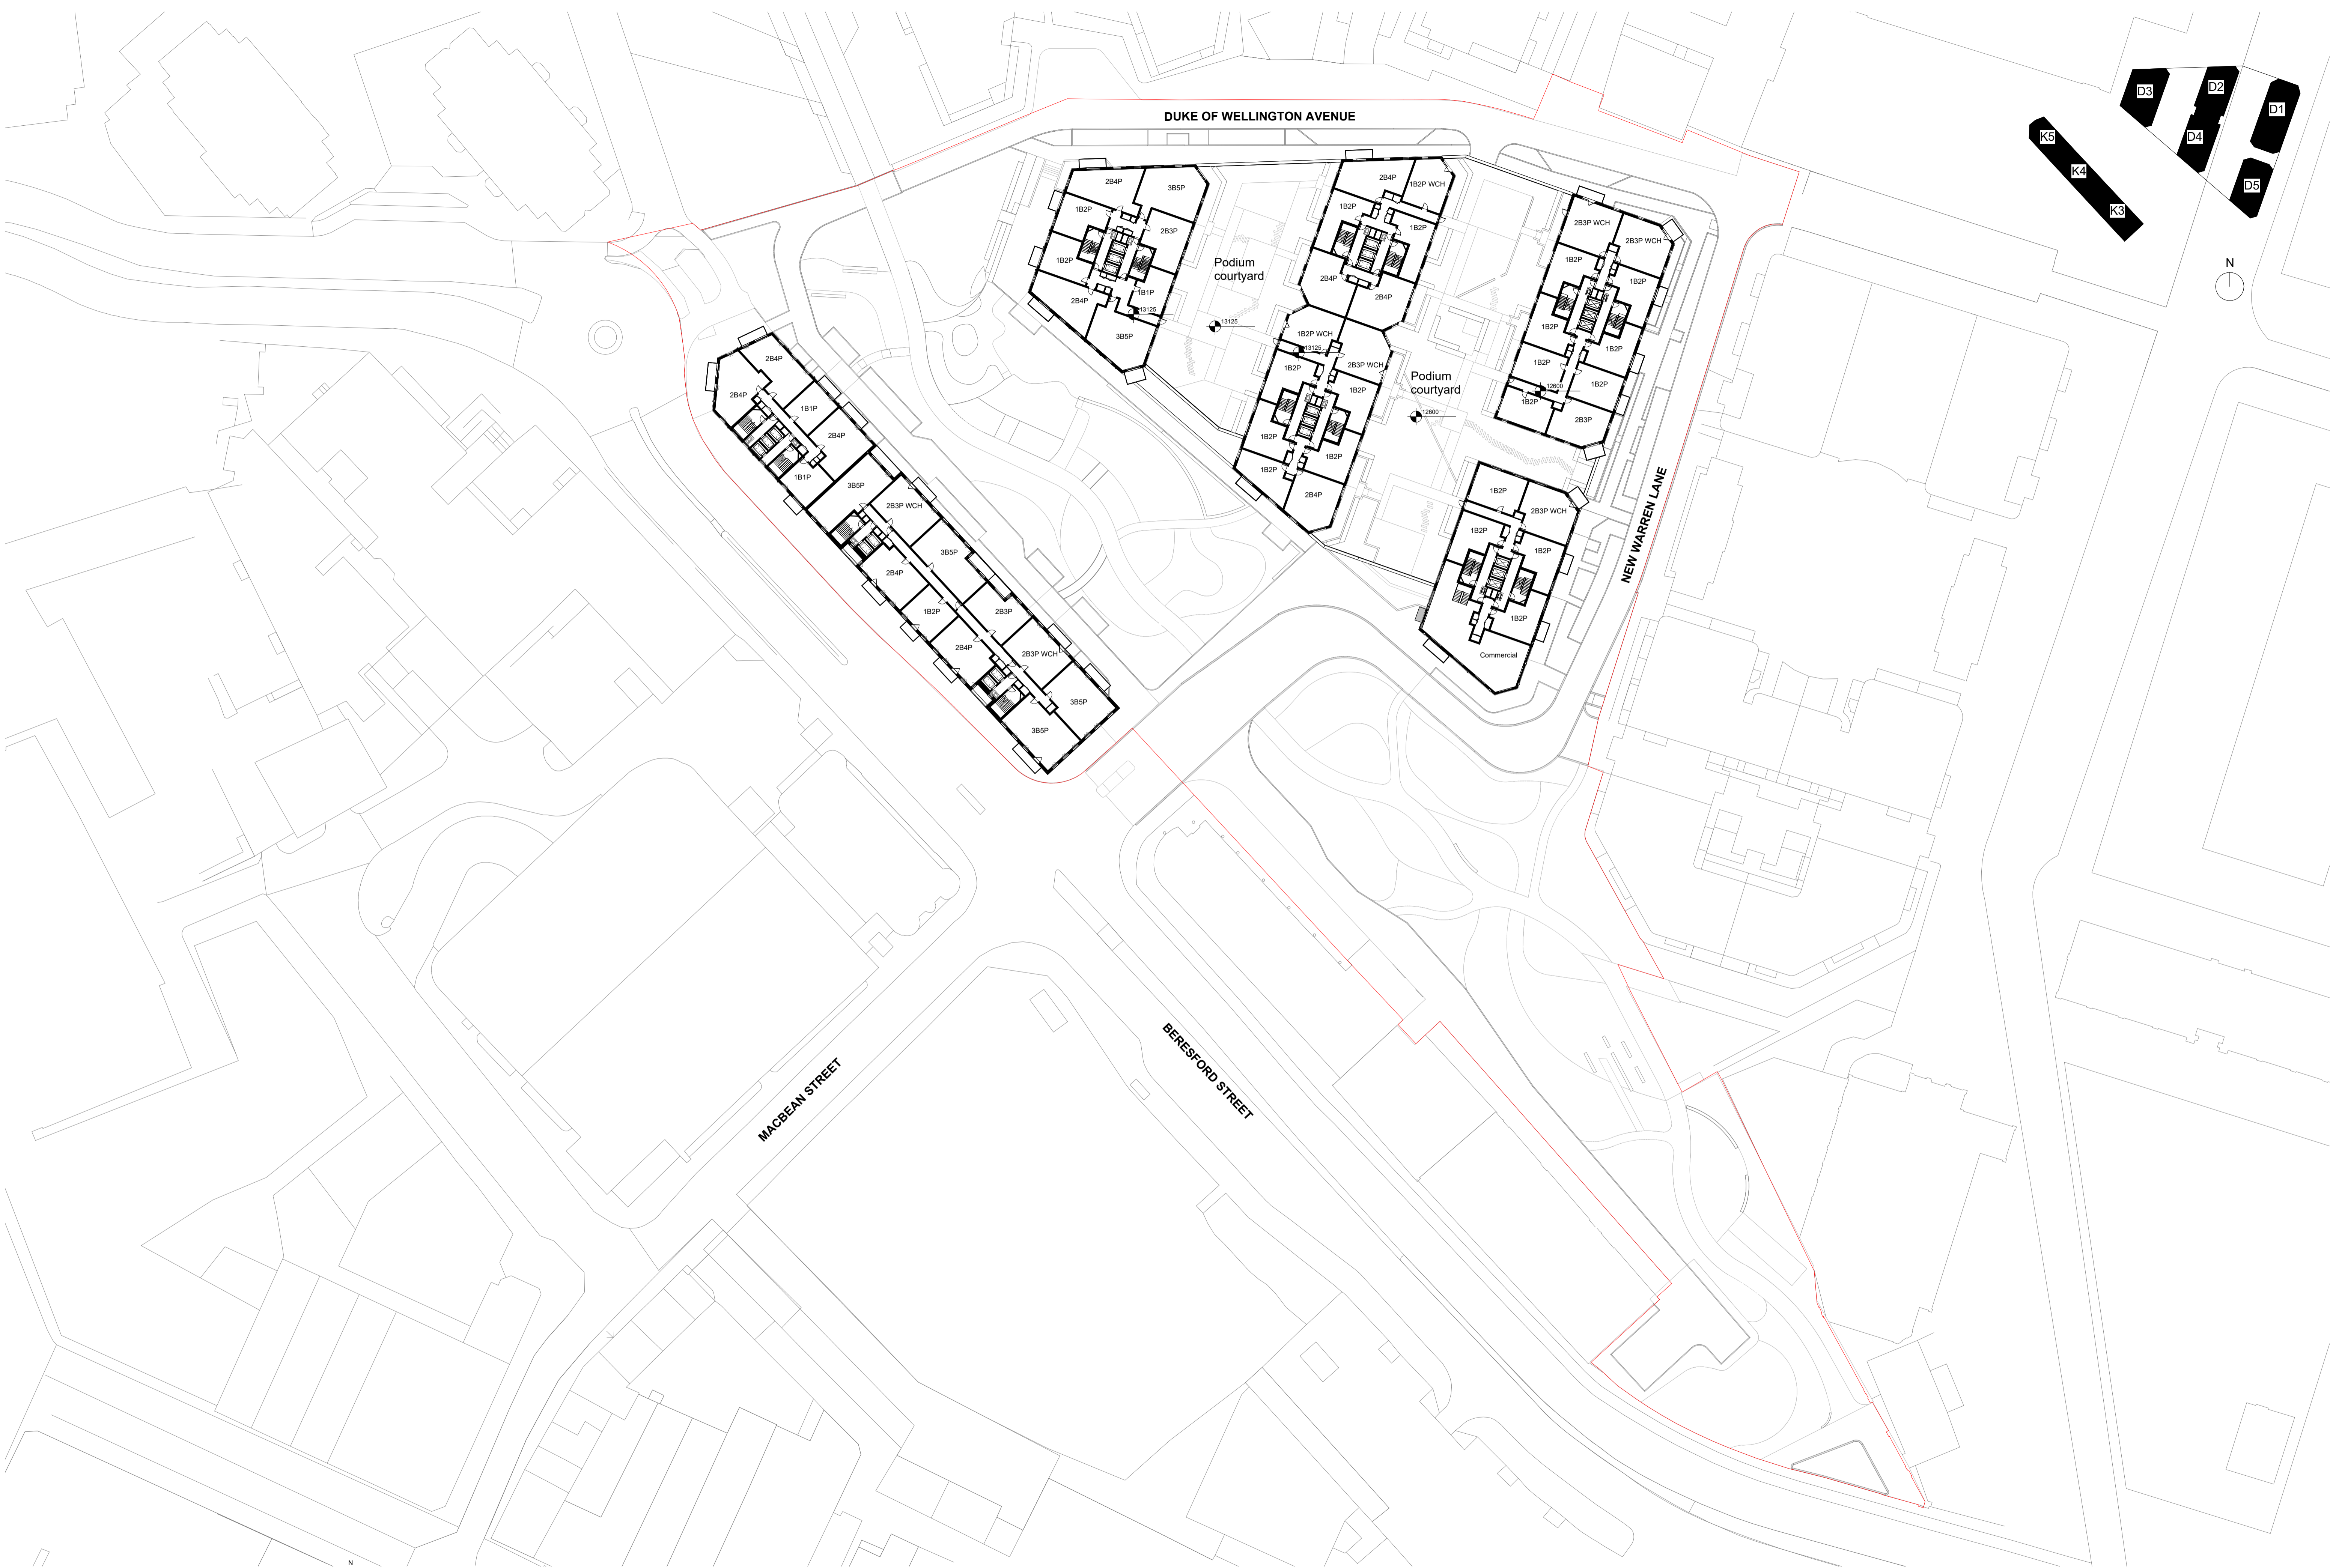 DUKE OF WELLINGTON AVENUE
D3
D2
D1
K5
D4
K4
D5
K3
N
2B4P
3B5P
1B2P
2B3P
1B2P
1B1P
2B4P
13125
3B5P
Podium
courtyard
13125
2B4P
1B2P WCH
1B2P
1B2P
2B4P
2B4P
1B2P WCH
13125
2B3P WCH
1B2P
1B2P
1B2P
1B2P
1B2P
2B4P
Podium
courtyard
12600
2B3P WCH
2B3P WCH
1B2P
1B2P
1B2P
1B2P
1B2P
1B2P
12600
1B2P
2B3P
1B2P
2B3P WCH
1B2P
1B2P
1B2P
Commercial
NEW WARREN LANE
2B4P
2B4P
1B1P
2B4P
1B1P
3B5P
2B3P WCH
3B5P
2B4P
1B2P
2B3P
2B4P
2B3P WCH
3B5P
3B5P
MACBEAN STREET
BERESFORD STREET
N